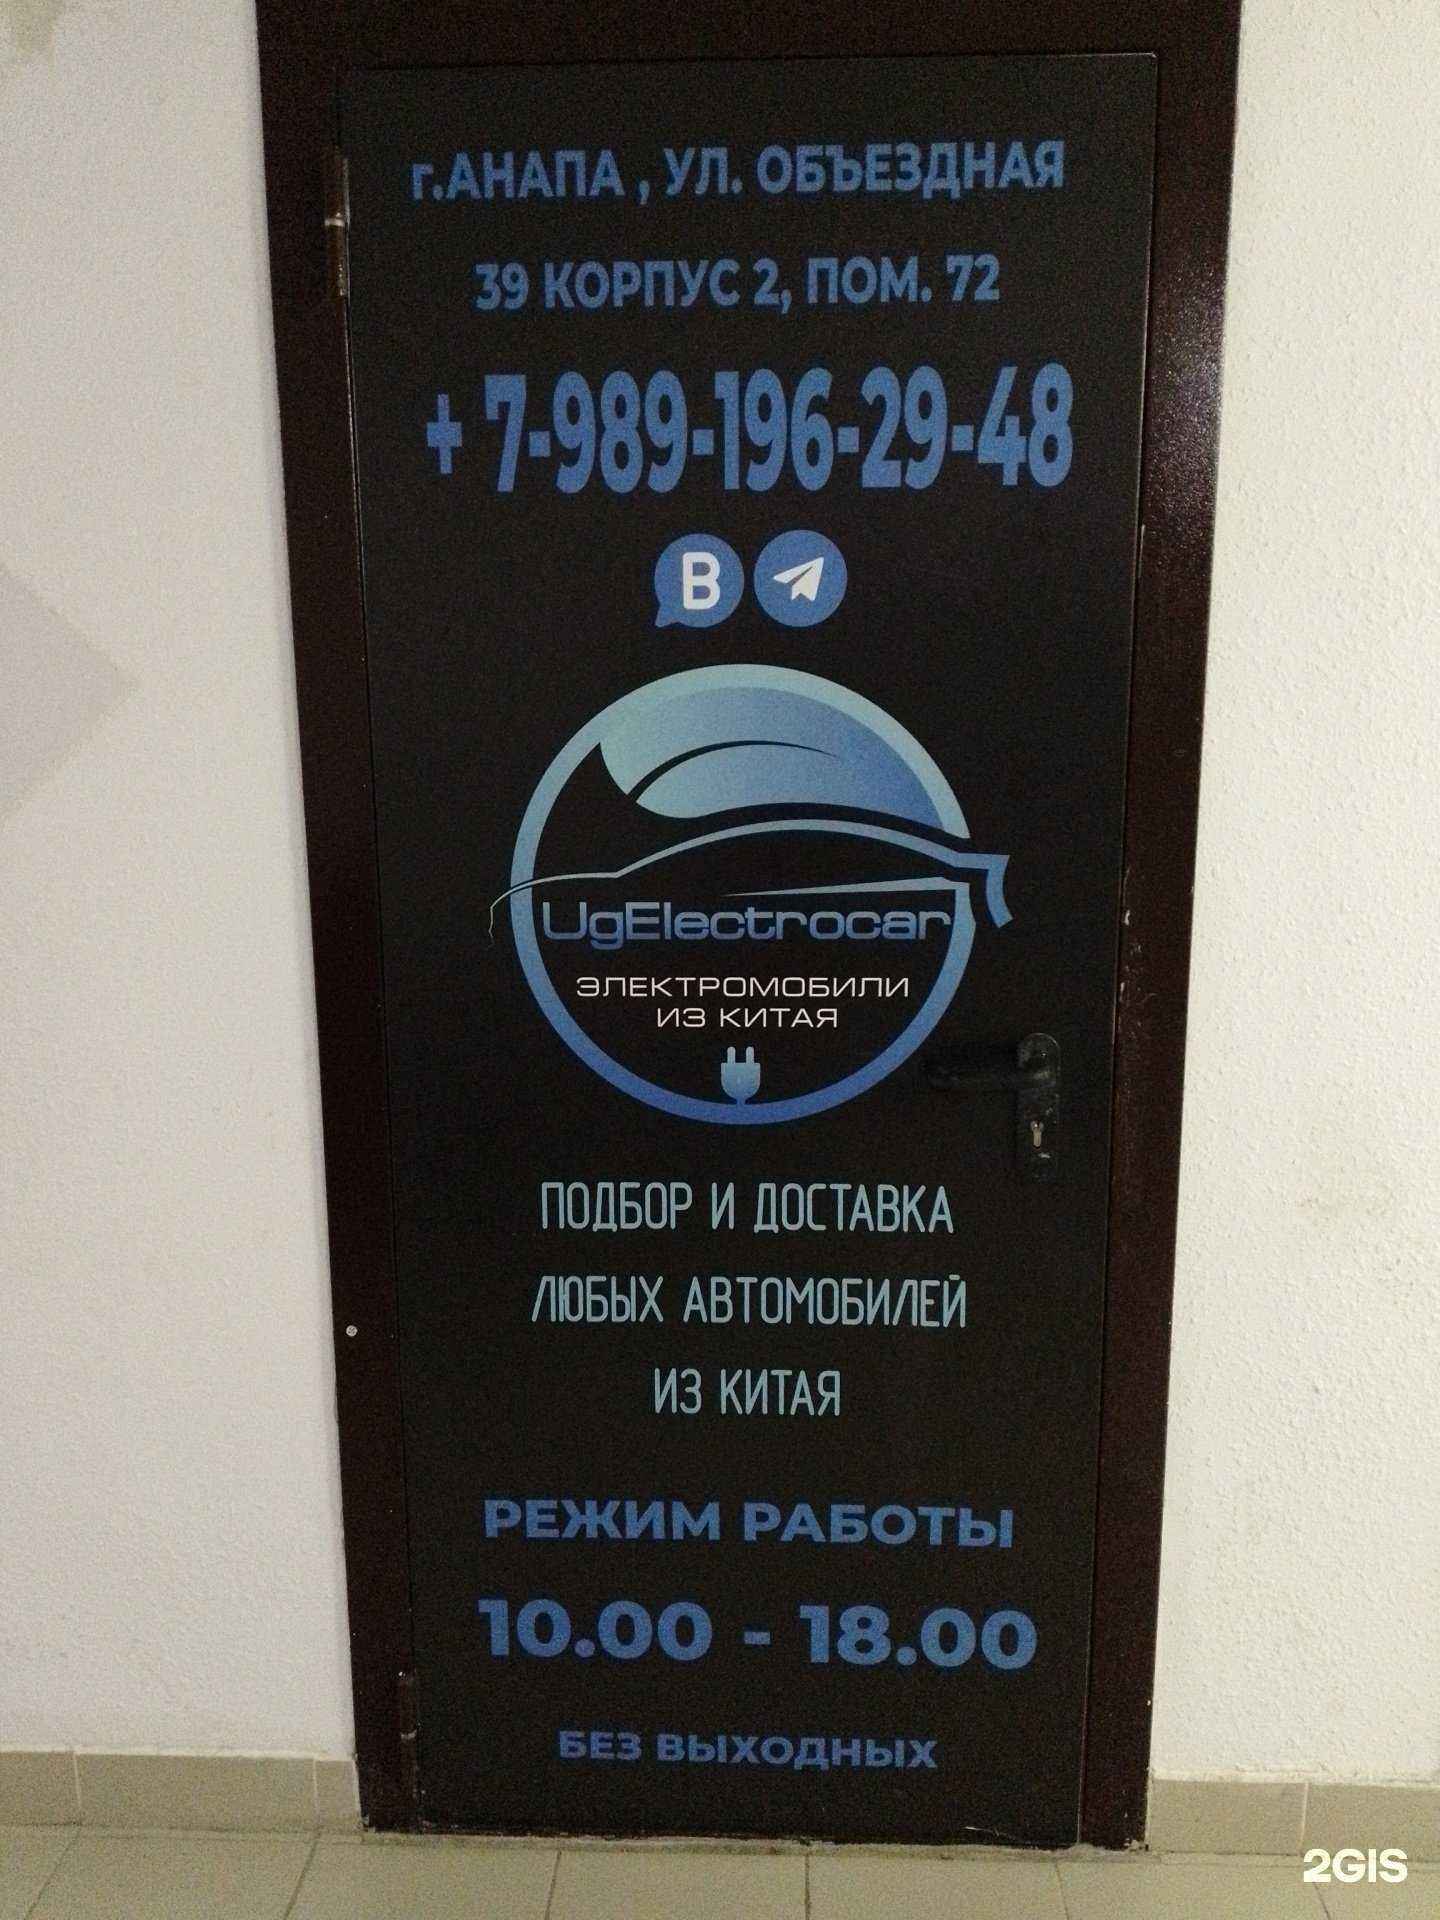 г.АНАПА , УЛ. ОБЪЕЗДНАЯ
39 КОРПУС 2, ПОМ. 72
+ 7-989-196-29-48
B
UgElectrocar
ЭЛЕКТРОМОБИЛИ
ИЗ КИТАЯ
ПОДБОР И ДОСТАВКА
ЛЮБЫХ АВТОМОБИЛЕЙ
ИЗ КИТАЯ
РЕЖИМ РАБОТЫ
10.00 - 18.00
БЕЗ ВЫХОДНЫХ
2GIS